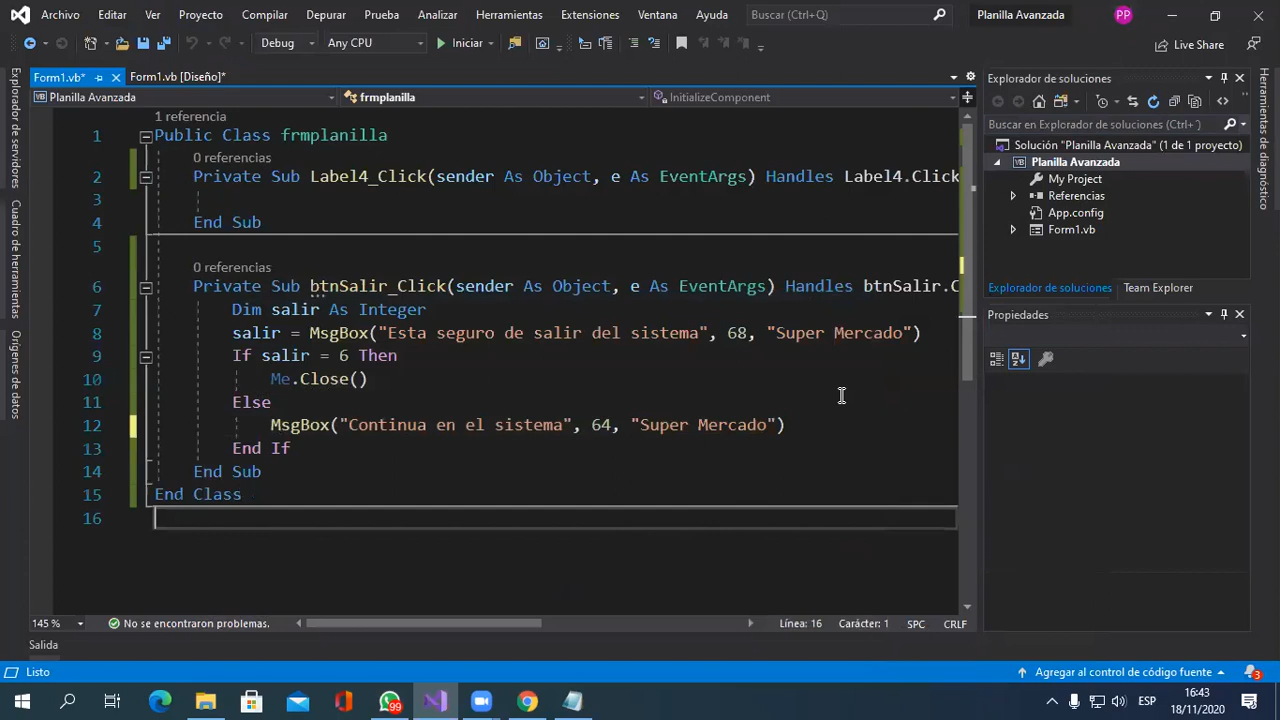 Archivo Editar Ver Proyecto Compilar Depurar Prueba Analizar Herramientas Extensiones Ventana Ayuda Buscar (Ctrl+Q) Planilla Avanzada PP
Debug Any CPU Iniciar Live Share
Form1.vb* Form1.vb [Diseño]*
Planilla Avanzada frmplanilla InitializeComponent
1 referencia
1 Public Class frmplanilla
0 referencias
2 Private Sub Label4_Click(sender As Object, e As EventArgs) Handles Label4.Click
3
4 End Sub
5
0 referencias
6 Private Sub btnSalir_Click(sender As Object, e As EventArgs) Handles btnSalir.C
7 Dim salir As Integer
8 salir = MsgBox("Esta seguro de salir del sistema", 68, "Super Mercado")
9 If salir = 6 Then
10 Me.Close()
11 Else
12 MsgBox("Continua en el sistema", 64, "Super Mercado")
13 End If
14 End Sub
15 End Class
16
145 % No se encontraron problemas. Línea: 16 Carácter: 1 SPC CRLF
Salida
Explorador de servidores
Cuadro de herramientas
Orígenes de datos
Explorador de soluciones
Buscar en Explorador de soluciones (Ctrl+´)
Solución "Planilla Avanzada" (1 de 1 proyecto)
Planilla Avanzada
My Project
Referencias
App.config
Form1.vb
Explorador de soluciones Team Explorer
Propiedades
Herramientas de diagnóstico
Listo Agregar al control de código fuente 3
99 ESP 16:43
18/11/2020